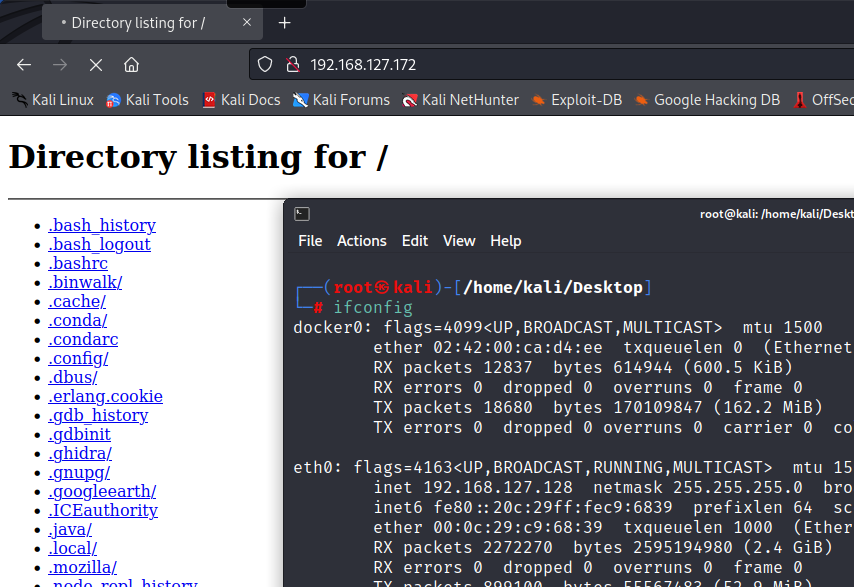 Directory listing for /
192.168.127.172
Kali Linux Kali Tools Kali Docs Kali Forums Kali NetHunter Exploit-DB Google Hacking DB OffSec
Directory listing for /
.bash_history
.bash_logout
.bashrc
.binwalk/
.cache/
.conda/
.condarc
.config/
.dbus/
.erlang.cookie
.gdb_history
.gdbinit
.ghidra/
.gnupg/
.googleearth/
.ICEauthority
.java/
.local/
.mozilla/
.node_repl_history
root@kali: /home/kali/Deskt
File Actions Edit View Help
(root㉿kali)-[/home/kali/Desktop]
# ifconfig
docker0: flags=4099<UP,BROADCAST,MULTICAST> mtu 1500
ether 02:42:00:ca:d4:ee txqueuelen 0 (Ethernet
RX packets 12837 bytes 614944 (600.5 KiB)
RX errors 0 dropped 0 overruns 0 frame 0
TX packets 18680 bytes 170109847 (162.2 MiB)
TX errors 0 dropped 0 overruns 0 carrier 0 co
eth0: flags=4163<UP,BROADCAST,RUNNING,MULTICAST> mtu 15
inet 192.168.127.128 netmask 255.255.255.0 bro
inet6 fe80::20c:29ff:fec9:6839 prefixlen 64 sc
ether 00:0c:29:c9:68:39 txqueuelen 1000 (Ether
RX packets 2272270 bytes 2595194980 (2.4 GiB)
RX errors 0 dropped 0 overruns 0 frame 0
TX packets 899100 bytes 55567483 (52.9 MiB)